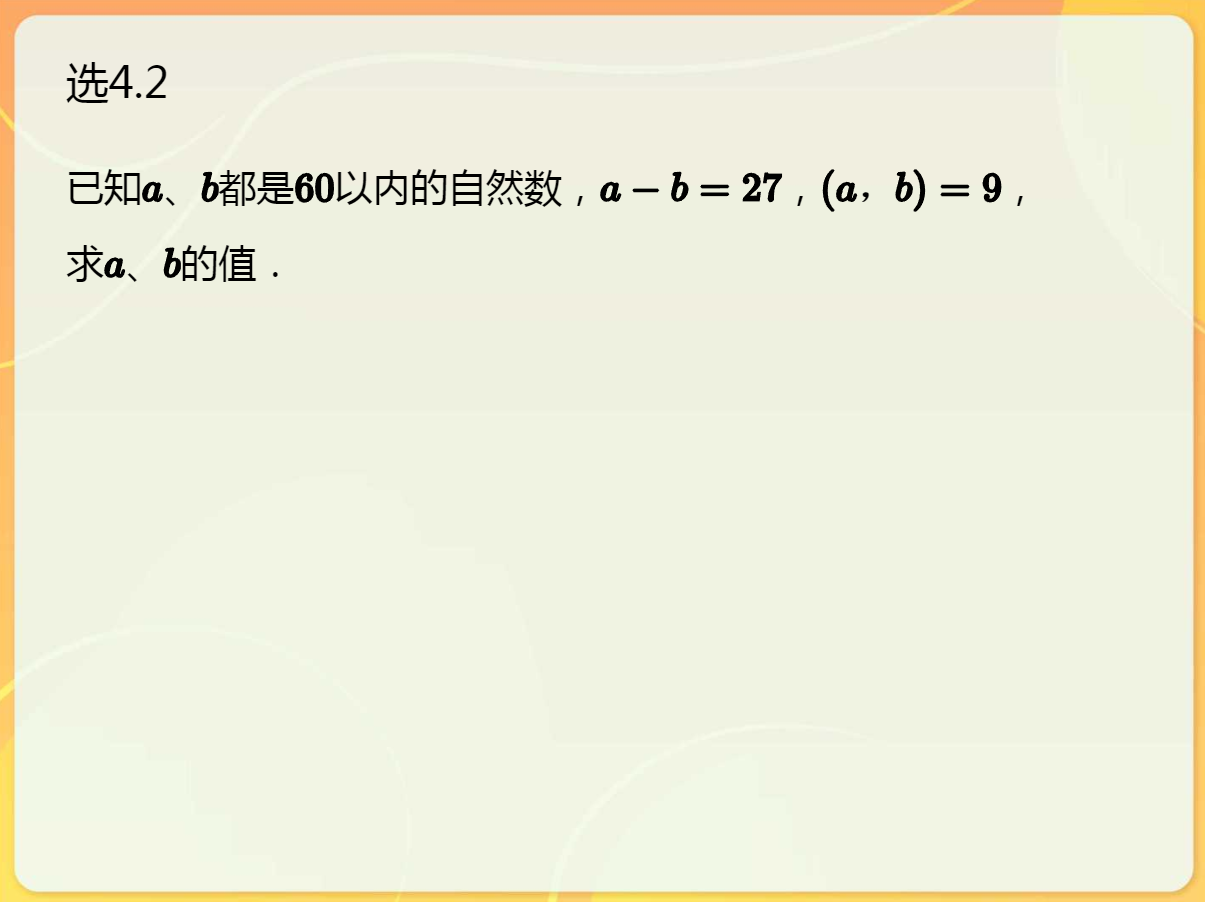 选4.2
已知a、b都是60以内的自然数，a − b = 27，(a，b) = 9，
求a、b的值．